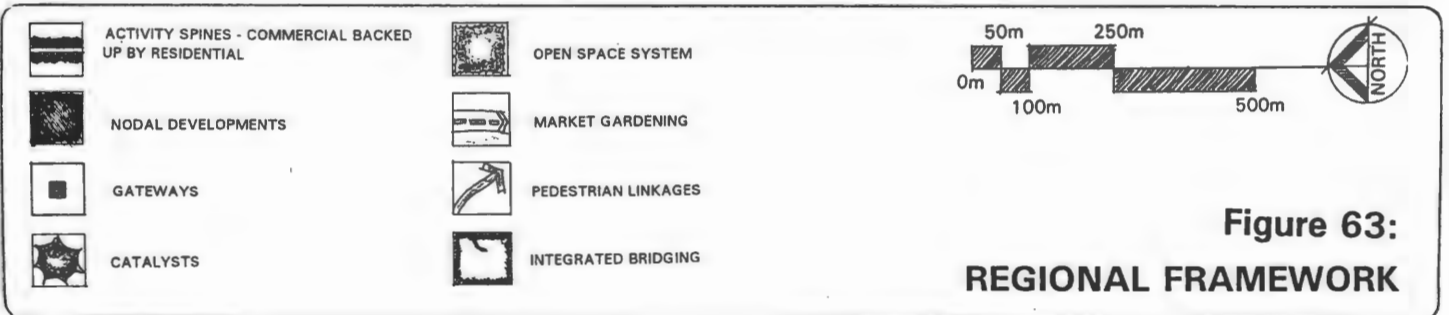 ACTIVITY SPINES - COMMERCIAL BACKED
UP BY RESIDENTIAL
NODAL DEVELOPMENTS
GATEWAYS
CATALYSTS
OPEN SPACE SYSTEM
MARKET GARDENING
PEDESTRIAN LINKAGES
INTEGRATED BRIDGING
50m 250m
0m
100m 500m
NORTH
Figure 63:
REGIONAL FRAMEWORK